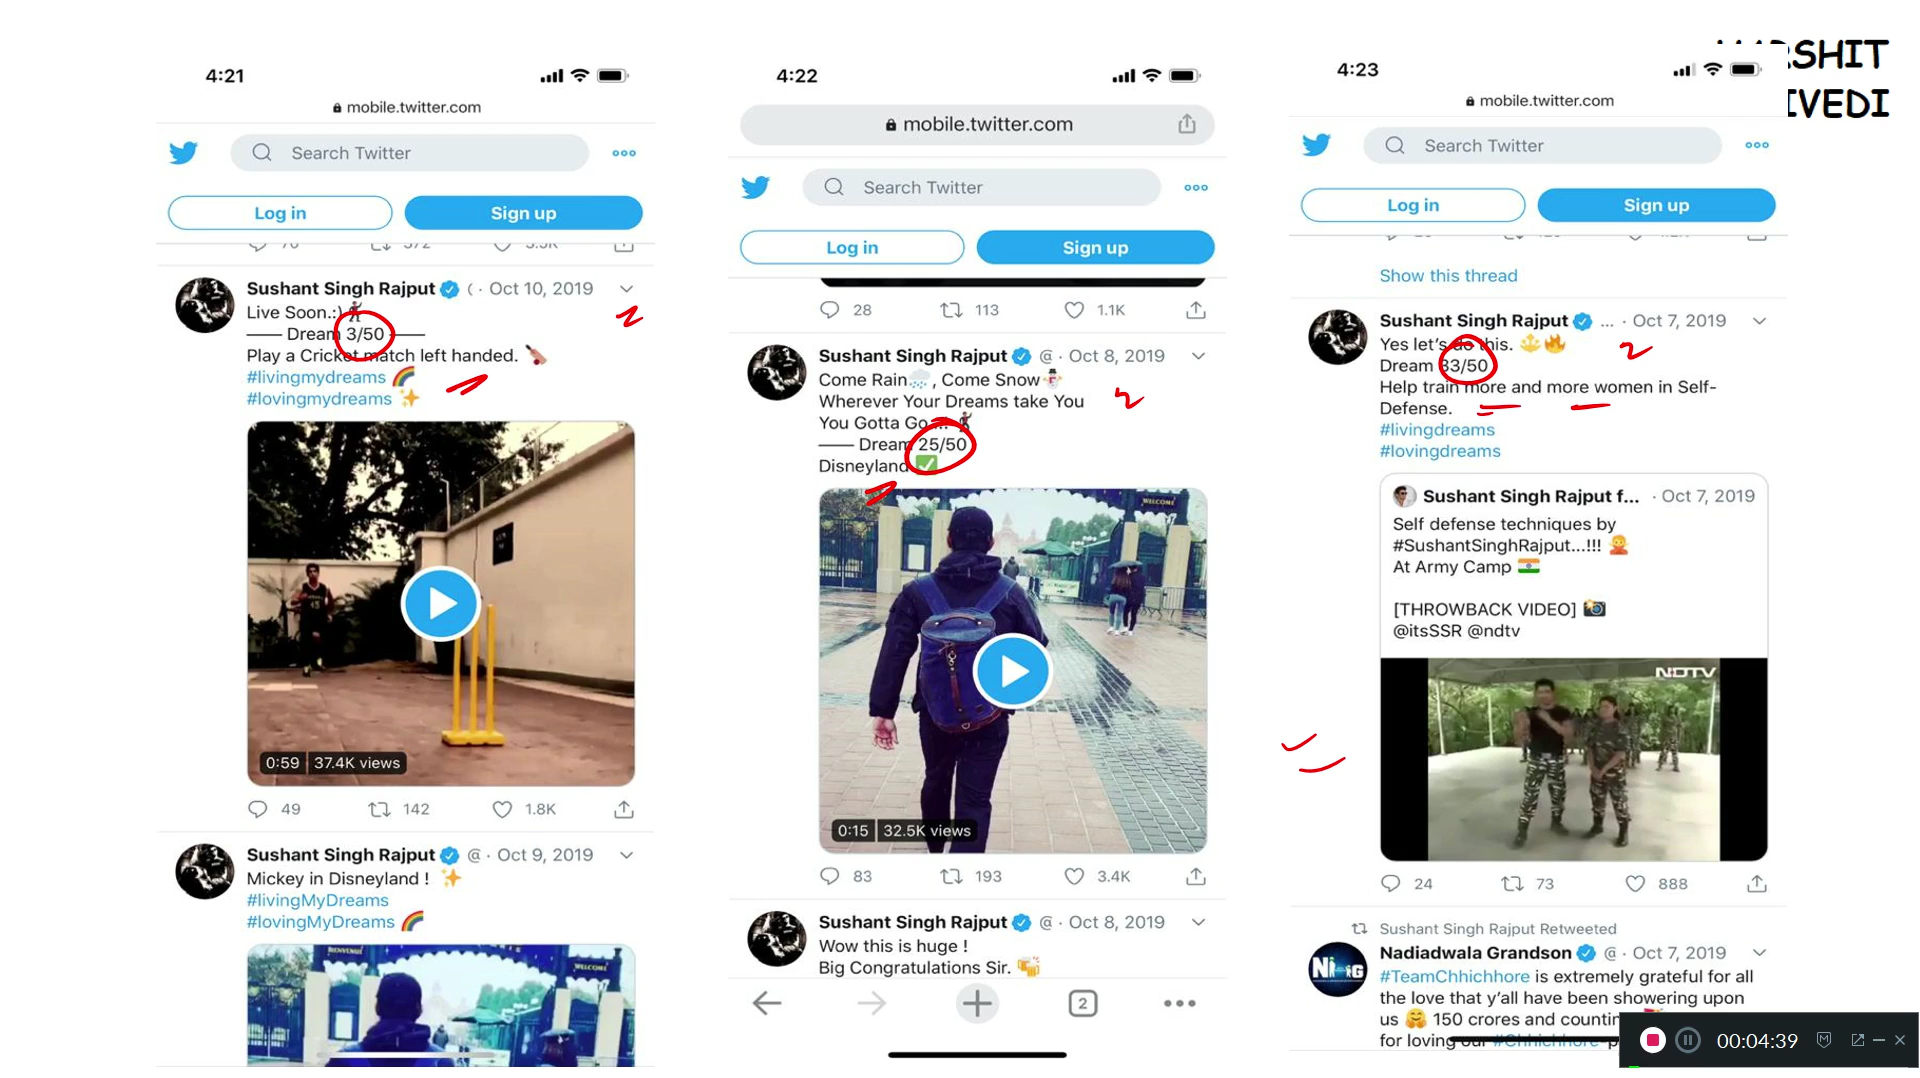 SHIT
IVEDI
4:21
mobile.twitter.com
Search Twitter
Log in
Sign up
Sushant Singh Rajput ( · Oct 10, 2019
Live Soon.:)
—— Dream 3/50 ——
Play a Cricket match left handed.
#livingmydreams
#lovingmydreams
0:59 37.4K views
49 142 1.8K
Sushant Singh Rajput @ · Oct 9, 2019
Mickey in Disneyland !
#livingMyDreams
#lovingMyDreams
BIENVENUE
WELCOME
4:22
mobile.twitter.com
Search Twitter
Log in
Sign up
28 113 1.1K
Sushant Singh Rajput @ · Oct 8, 2019
Come Rain🌧, Come Snow⛄
Wherever Your Dreams take You
You Gotta Go...
—— Dream 25/50
Disneyland ✅
WELCOME
0:15 32.5K views
83 193 3.4K
Sushant Singh Rajput @ · Oct 8, 2019
Wow this is huge !
Big Congratulations Sir.
2
4:23
mobile.twitter.com
Search Twitter
Log in
Sign up
Show this thread
Sushant Singh Rajput ... · Oct 7, 2019
Yes let's do this.
Dream 33/50
Help train more and more women in Self-
Defense.
#livingdreams
#lovingdreams
Sushant Singh Rajput f... · Oct 7, 2019
Self defense techniques by
#SushantSinghRajput...!!!
At Army Camp
[THROWBACK VIDEO]
@itsSSR @ndtv
NDTV
24 73 888
Sushant Singh Rajput Retweeted
Nadiadwala Grandson @ · Oct 7, 2019
#TeamChhichhore is extremely grateful for all
the love that y'all have been showering upon
us 150 crores and countin
for loving our #Chhichhore
00:04:39